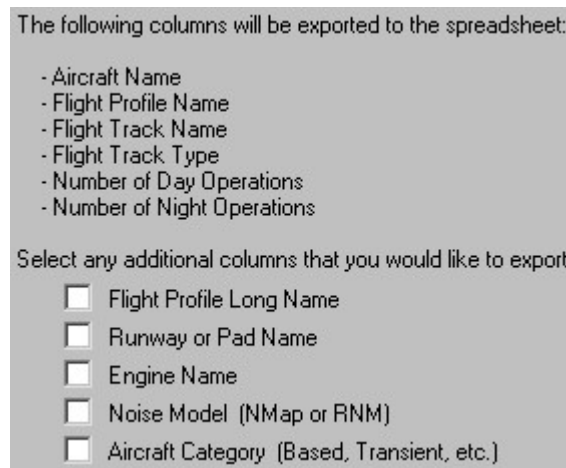 The following columns will be exported to the spreadsheet:
- Aircraft Name
- Flight Profile Name
- Flight Track Name
- Flight Track Type
- Number of Day Operations
- Number of Night Operations
Select any additional columns that you would like to export
Flight Profile Long Name
Runway or Pad Name
Engine Name
Noise Model (NMap or RNM)
Aircraft Category (Based, Transient, etc.)